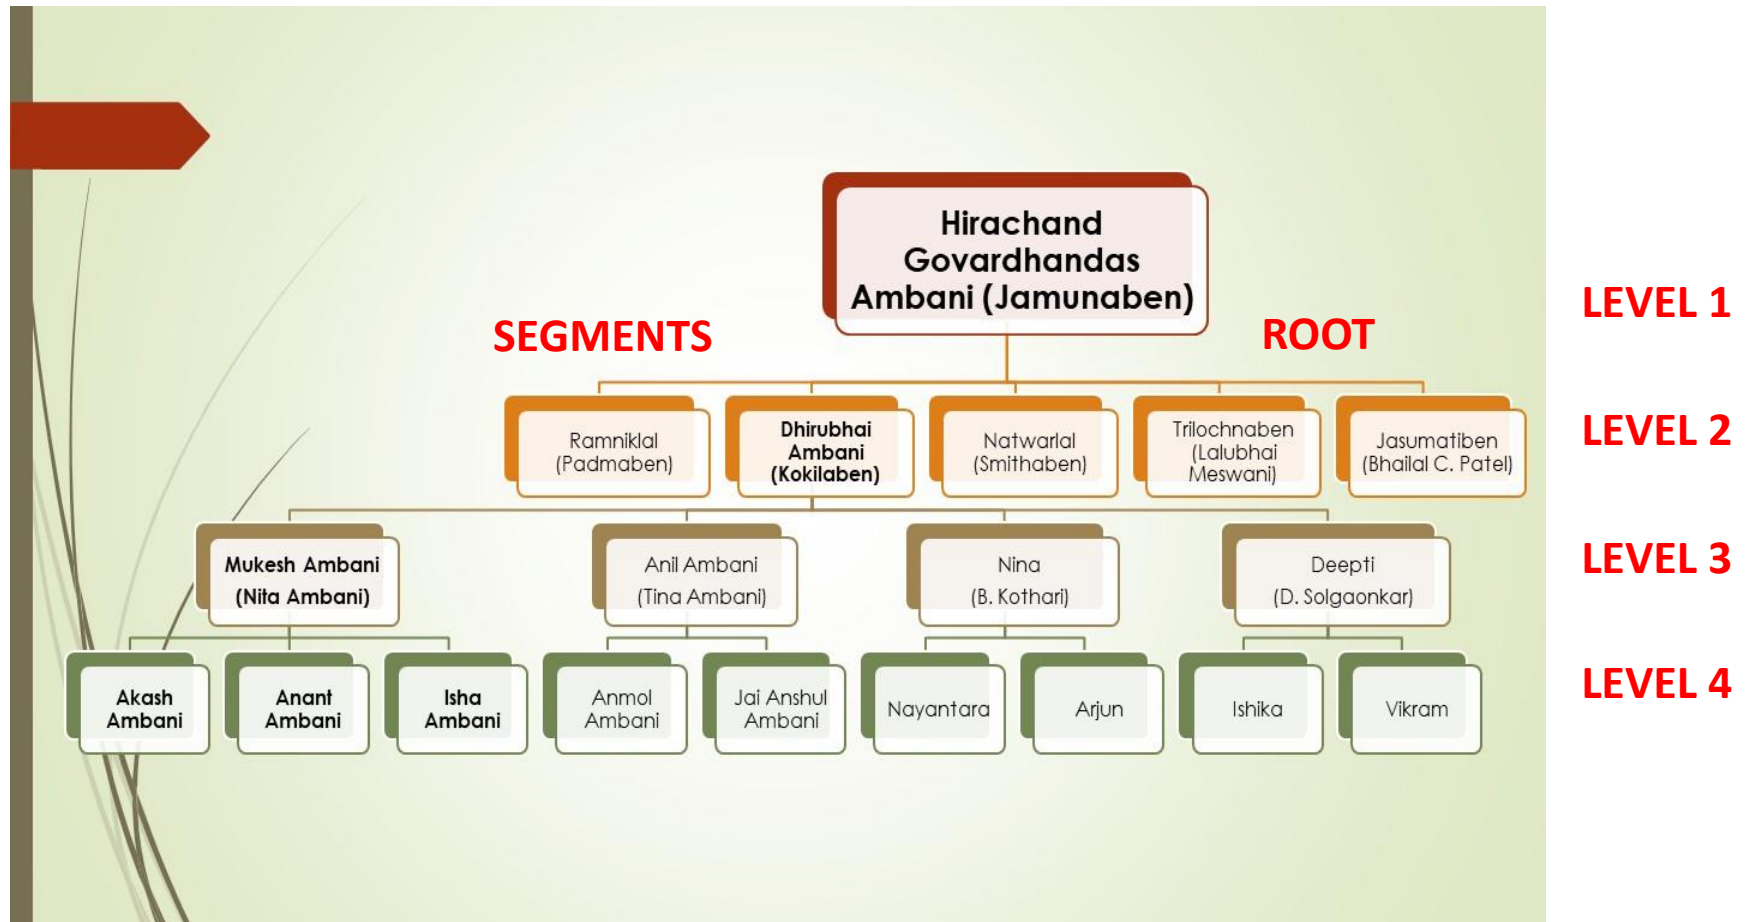 Hirachand
Govardhandas
Ambani (Jamunaben)
LEVEL 1
SEGMENTS
ROOT
Ramniklal
(Padmaben)
Dhirubhai
Ambani
(Kokilaben)
Natwarlal
(Smithaben)
Trilochnaben
(Lalubhai
Meswani)
Jasumatiben
(Bhailal C. Patel)
LEVEL 2
Mukesh Ambani
(Nita Ambani)
Anil Ambani
(Tina Ambani)
Nina
(B. Kothari)
Deepti
(D. Solgaonkar)
LEVEL 3
Akash
Ambani
Anant
Ambani
Isha
Ambani
Anmol
Ambani
Jai Anshul
Ambani
Nayantara
Arjun
Ishika
Vikram
LEVEL 4